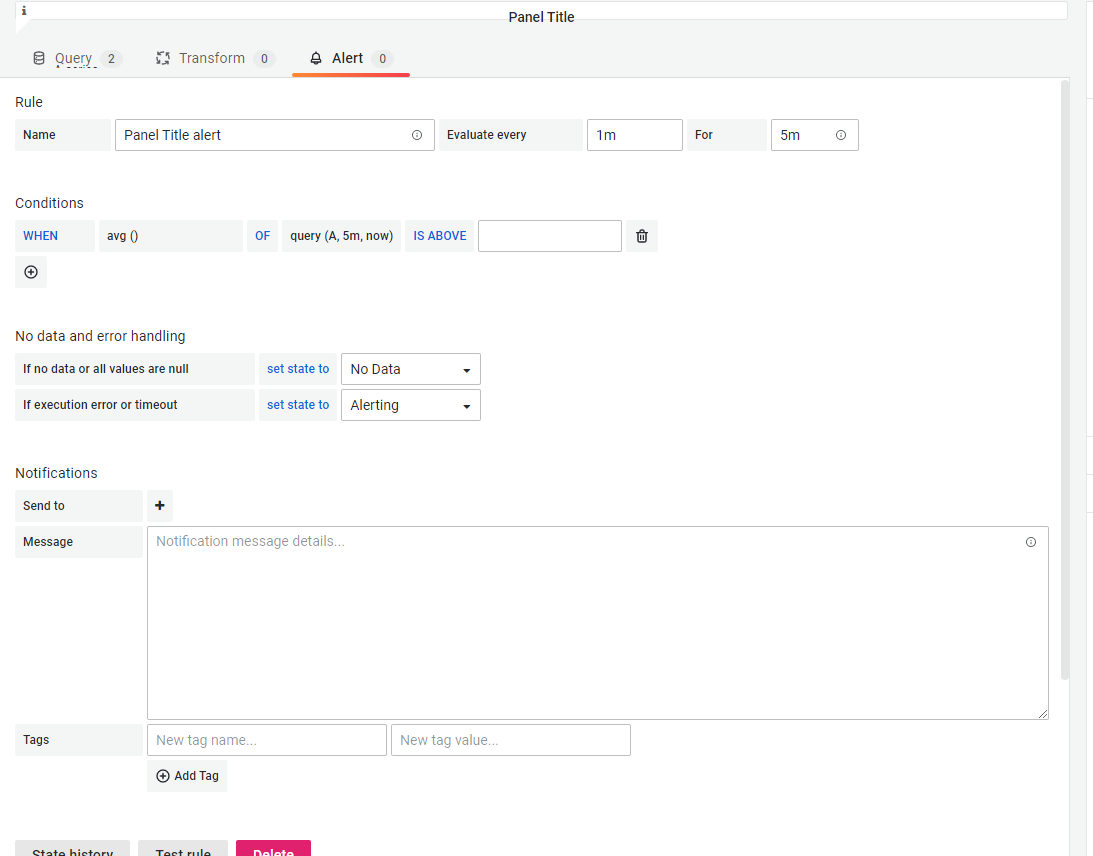 Panel Title
Query 2 Transform 0 Alert 0
Rule
Name Panel Title alert Evaluate every 1m For 5m
Conditions
WHEN avg () OF query (A, 5m, now) IS ABOVE
No data and error handling
If no data or all values are null set state to No Data
If execution error or timeout set state to Alerting
Notifications
Send to
Message Notification message details...
Tags New tag name... New tag value...
Add Tag
State history Test rule Delete